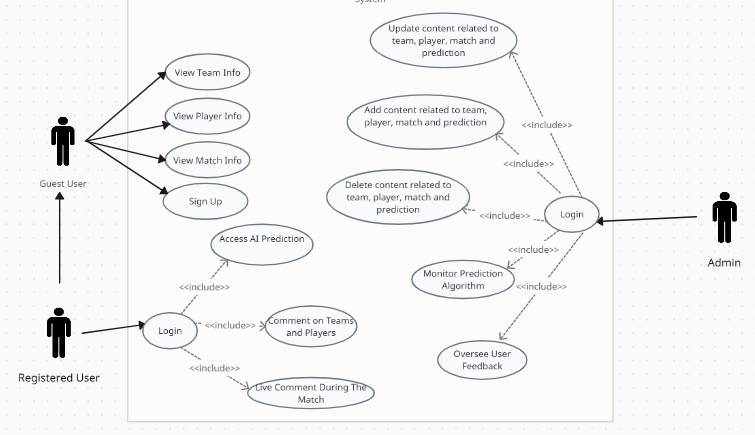 System
Update content related to
team, player, match and
prediction
View Team Info
View Player Info
Add content related to team,
player, match and prediction
<<include>>
View Match Info
<<include>>
Guest User
Delete content related to
team, player, match and
prediction
Sign Up
<<include>>
Login
Access AI Prediction
<<include>>
Admin
Monitor Prediction
Algorithm
<<include>>
<<include>>
Login
<<include>>
Comment on Teams
and Players
Oversee User
Feedback
<<include>>
Registered User
Live Comment During The
Match